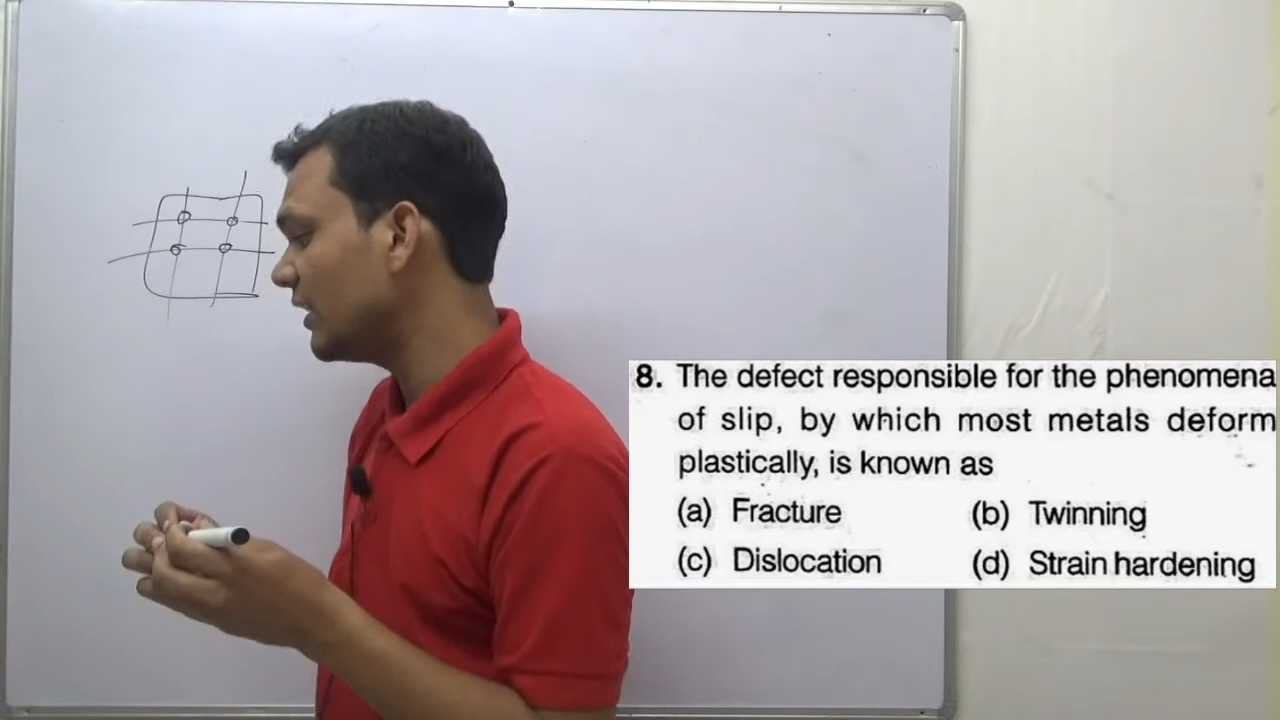 8. The defect responsible for the phenomena
of slip, by which most metals deform
plastically, is known as
(a) Fracture (b) Twinning
(c) Dislocation (d) Strain hardening